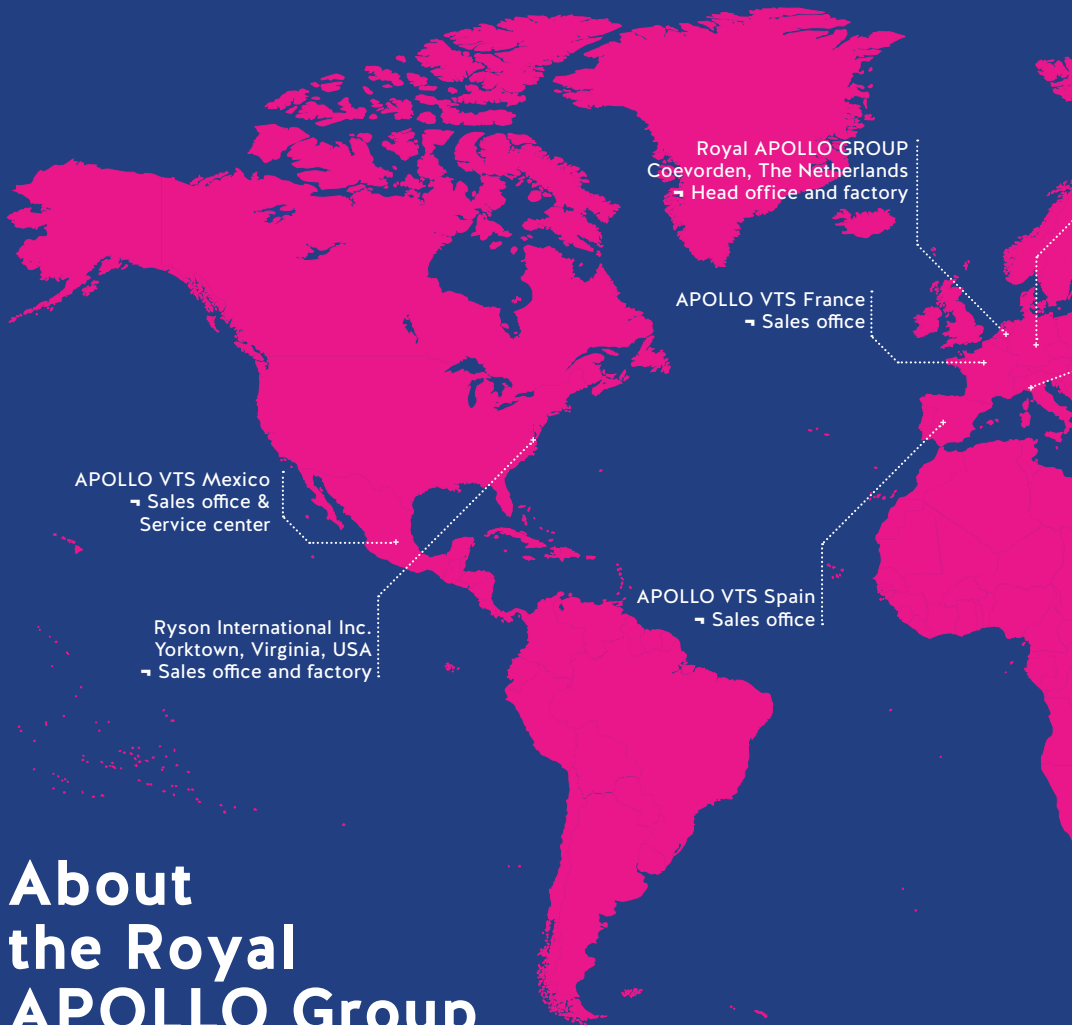 Royal APOLLO GROUP
Coevorden, The Netherlands
¬ Head office and factory
APOLLO VTS France
¬ Sales office
APOLLO VTS Mexico
¬ Sales office &
Service center
APOLLO VTS Spain
¬ Sales office
Ryson International Inc.
Yorktown, Virginia, USA
¬ Sales office and factory
About
the Royal
APOLLO Group